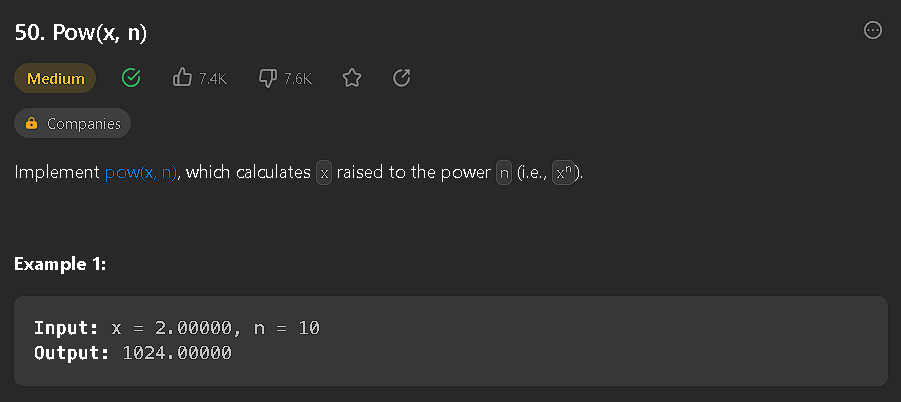 50. Pow(x, n)
Medium 7.4K 7.6K
Companies
Implement pow(x, n), which calculates x raised to the power n (i.e., xⁿ).
Example 1:
Input: x = 2.00000, n = 10
Output: 1024.00000